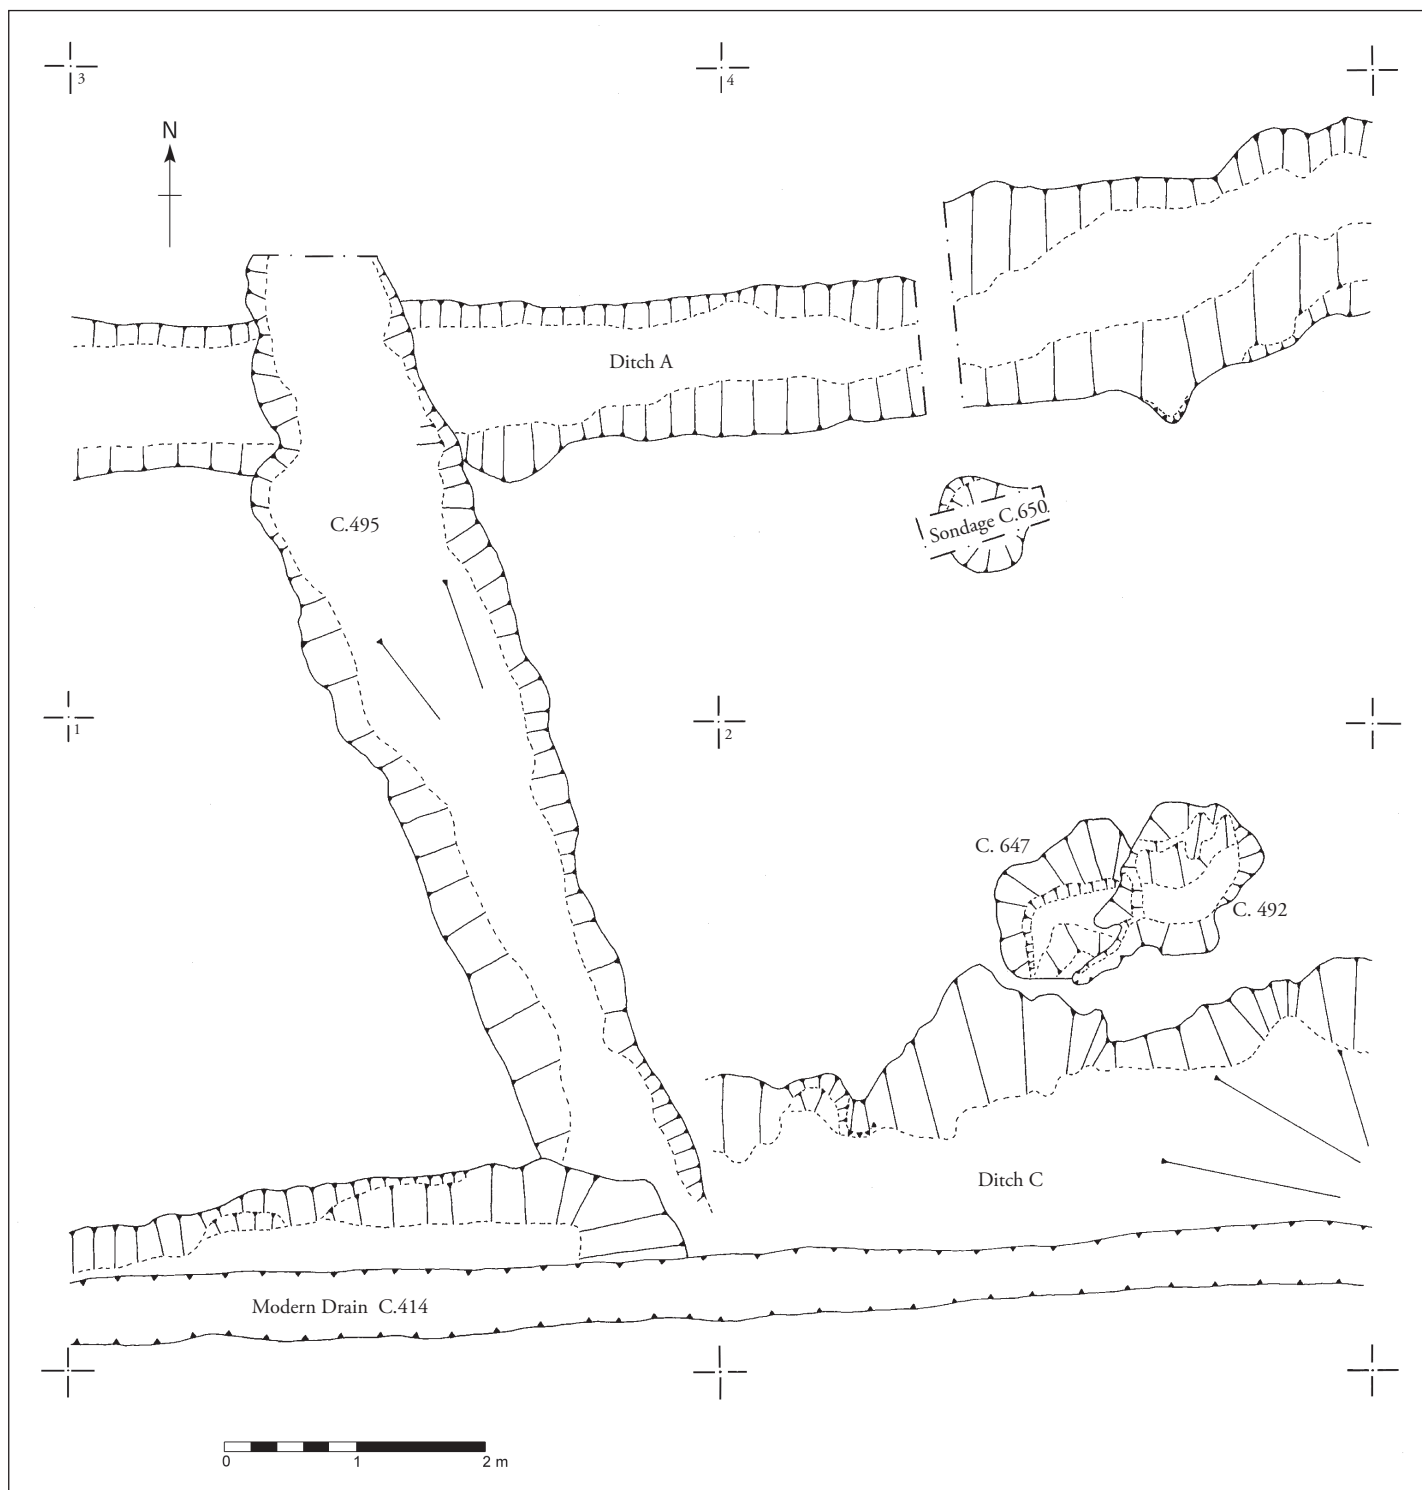 3
4
N
Ditch A
C.495
Sondage C.650
1
2
C. 647
C. 492
Ditch C
Modern Drain C.414
0 1 2 m